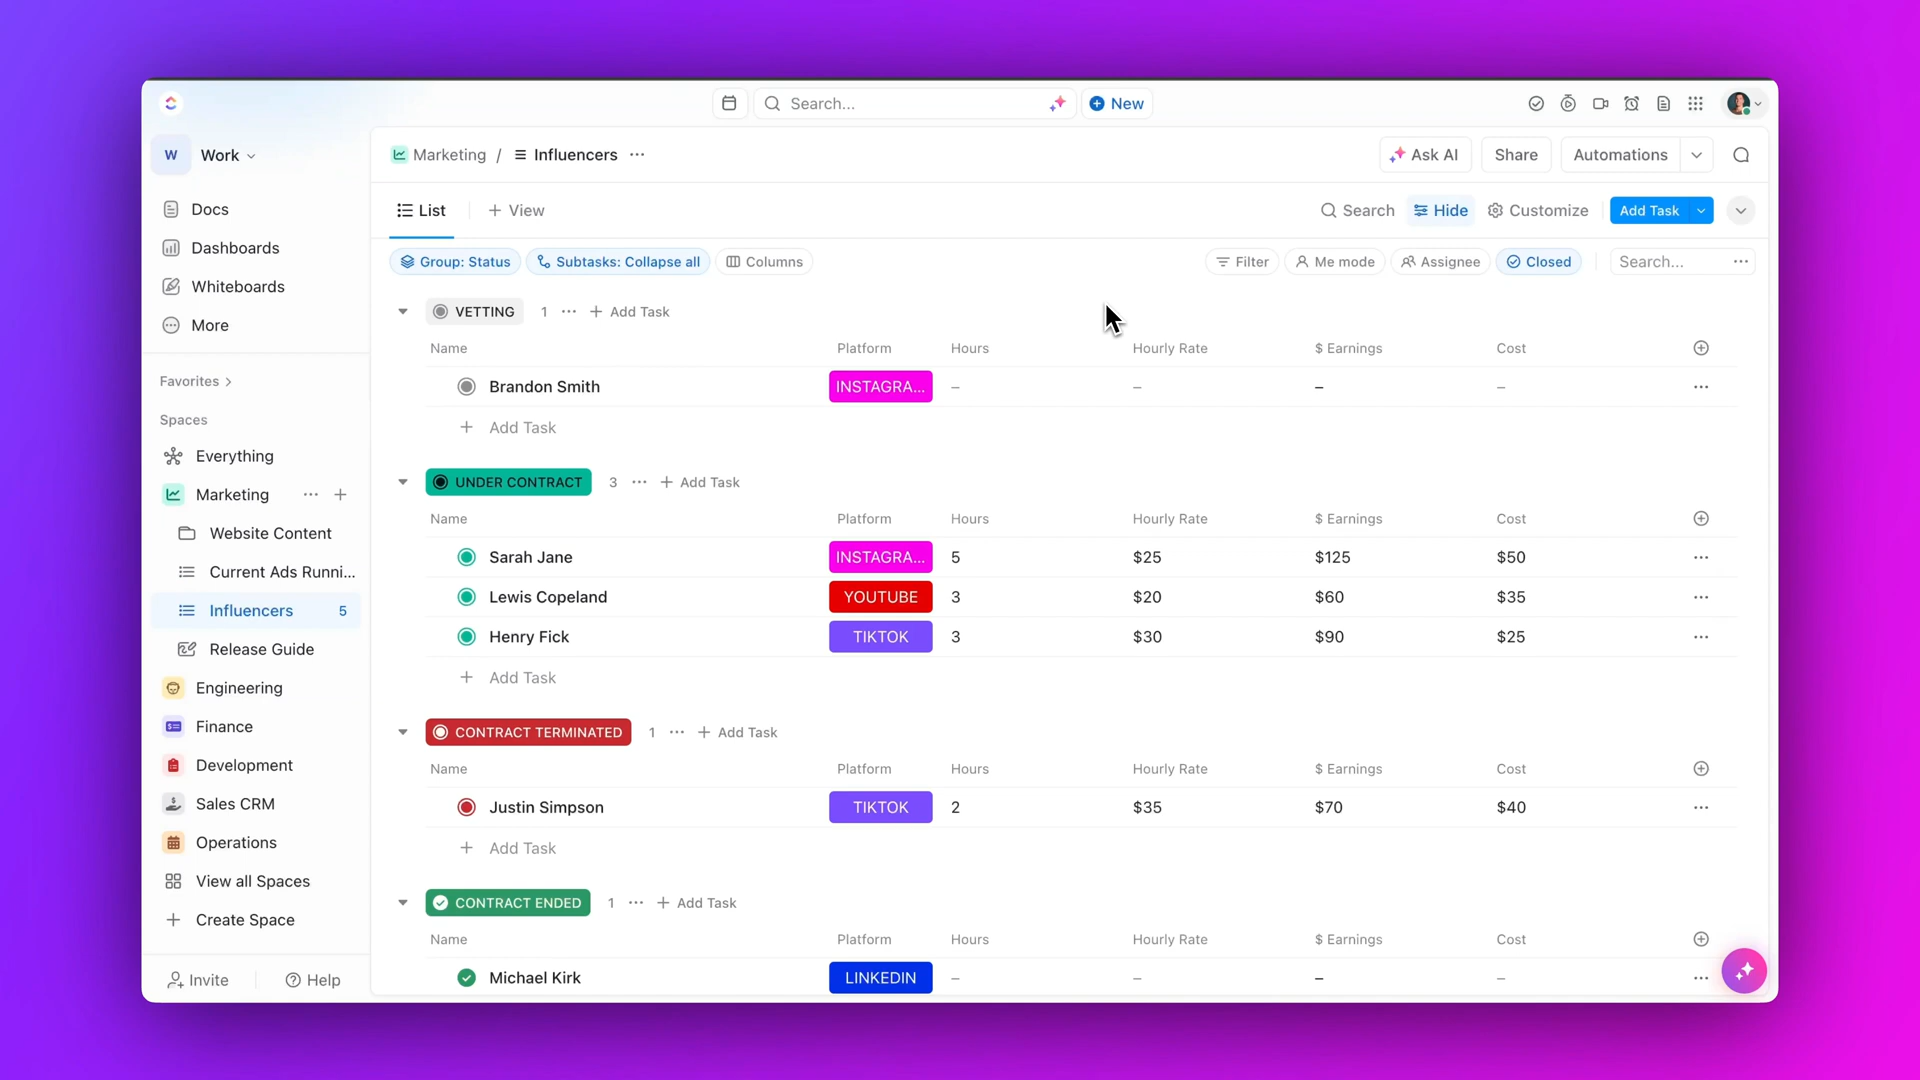 Search...
New
W Work
Docs
Dashboards
Whiteboards
More
Favorites
Spaces
Everything
Marketing
Website Content
Current Ads Runni...
Influencers 5
Release Guide
Engineering
Finance
Development
Sales CRM
Operations
View all Spaces
Create Space
Invite Help
Marketing / Influencers ...
Ask AI Share Automations
List + View
Search Hide Customize Add Task
Group: Status Subtasks: Collapse all Columns
Filter Me mode Assignee Closed Search...
VETTING 1 ... + Add Task
Name Platform Hours Hourly Rate $ Earnings Cost
Brandon Smith INSTAGRA... – – – –
+ Add Task
UNDER CONTRACT 3 ... + Add Task
Name Platform Hours Hourly Rate $ Earnings Cost
Sarah Jane INSTAGRA... 5 $25 $125 $50
Lewis Copeland YOUTUBE 3 $20 $60 $35
Henry Fick TIKTOK 3 $30 $90 $25
+ Add Task
CONTRACT TERMINATED 1 ... + Add Task
Name Platform Hours Hourly Rate $ Earnings Cost
Justin Simpson TIKTOK 2 $35 $70 $40
+ Add Task
CONTRACT ENDED 1 ... + Add Task
Name Platform Hours Hourly Rate $ Earnings Cost
Michael Kirk LINKEDIN – – – –